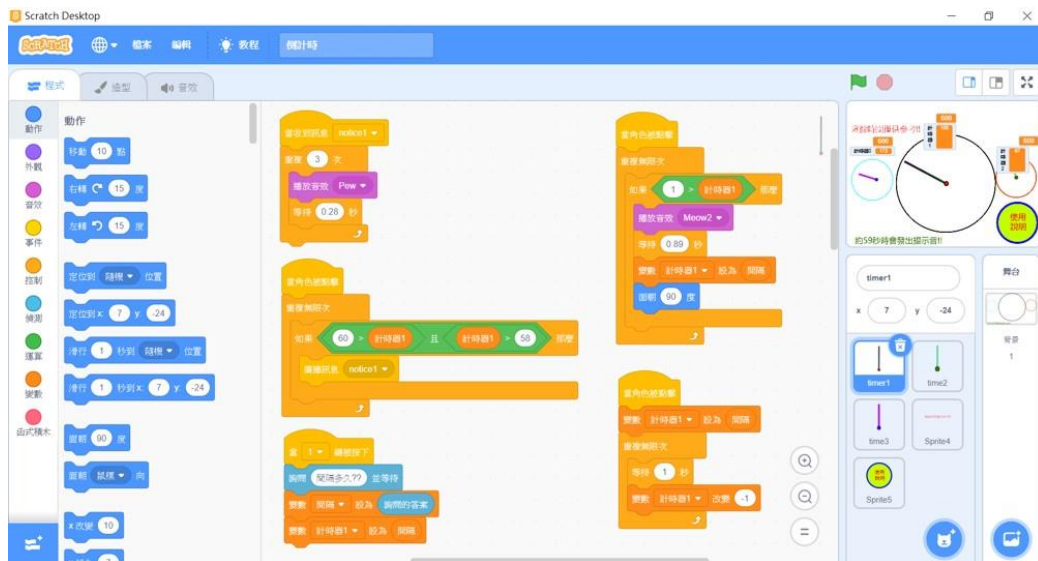 Scratch Desktop
SCRATCH
檔案
編輯
教程
倒計時
程式
造型
音效
動作
外觀
音效
事件
控制
偵測
運算
變數
函式積木
動作
移動 10 點
右轉 15 度
左轉 15 度
定位到 隨機 位置
定位到 x: 7 y: -24
滑行 1 秒到 隨機 位置
滑行 1 秒到 x: 7 y: -24
面朝 90 度
面朝 鼠標 向
x 改變 10
當收到訊息 notice1
重複 3 次
播放音效 Pew
等待 0.28 秒
當角色被點擊
重複無限次
如果 60 > 計時器1 且 計時器1 > 58 那麼
廣播訊息 notice1
當 1 鍵被按下
詢問 間隔多久?? 並等待
變數 間隔 設為 詢問的答案
變數 計時器1 設為 間隔
當角色被點擊
重複無限次
如果 1 > 計時器1 那麼
播放音效 Meow2
等待 0.89 秒
變數 計時器1 設為 間隔
面朝 90 度
當角色被點擊
變數 計時器1 設為 間隔
重複無限次
等待 1 秒
變數 計時器1 改變 -1
使用
說明
約59秒時會發出提示音!!
timer1
x 7 y -24
timer1
time2
time3
Sprite4
Sprite5
舞台
背景
1